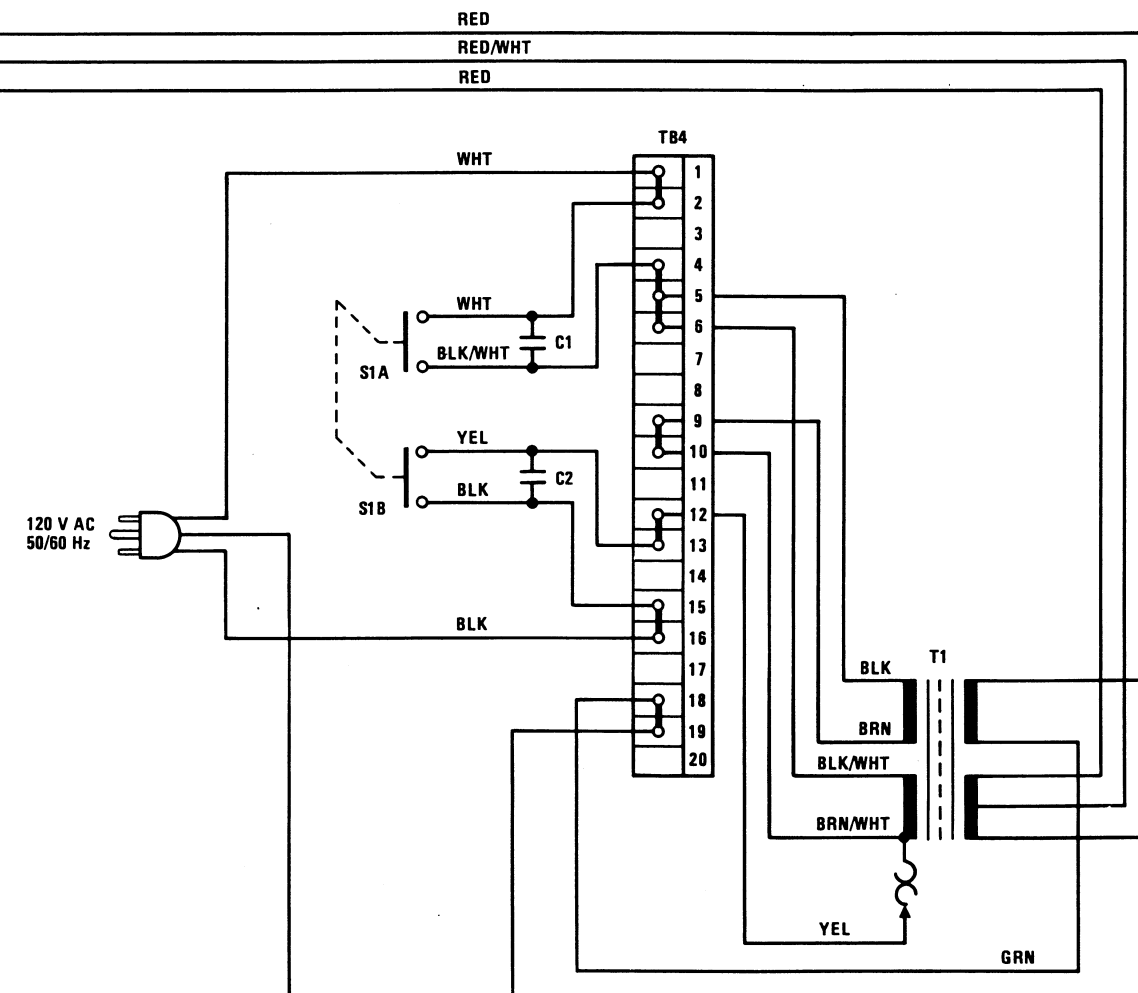 RED
RED/WHT
RED
TB4
WHT
1
2
3
4
5
WHT
6
C1
BLK/WHT
7
S1A
8
9
YEL
10
C2
11
BLK
S1B
12
120 V AC
50/60 Hz
13
14
15
BLK
16
T1
17
BLK
18
BRN
19
20
BLK/WHT
BRN/WHT
YEL
GRN